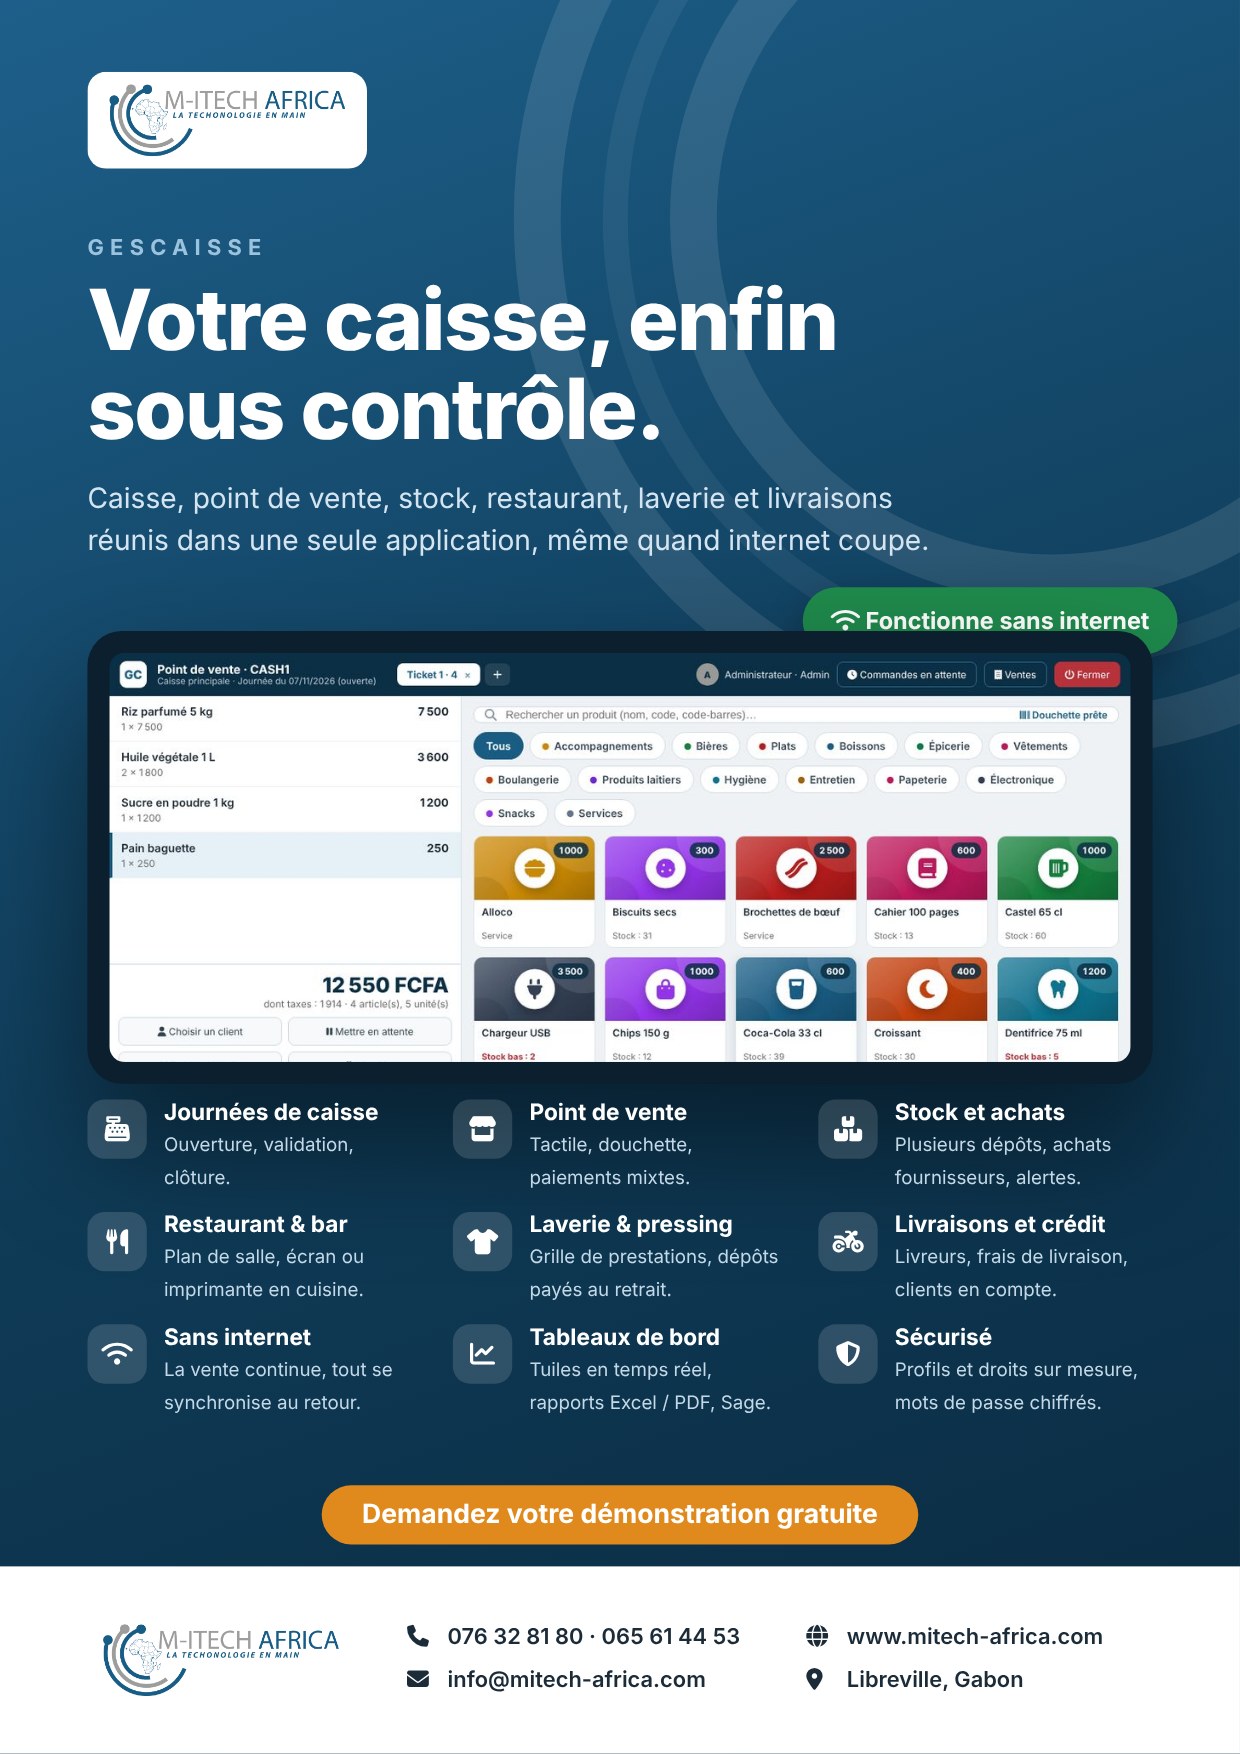 M-ITECH AFRICA
LA TECHONOLOGIE EN MAIN
GESCAISSE
Votre caisse, enfin
sous contrôle.
Caisse, point de vente, stock, restaurant, laverie et livraisons
réunis dans une seule application, même quand internet coupe.
Fonctionne sans internet
GC
Point de vente · CASH1
Caisse principale · Journée du 07/11/2026 (ouverte)
Ticket 1 · 4 ×
+
A Administrateur · Admin
Commandes en attente
Ventes
Fermer
Riz parfumé 5 kg 7 500
1 × 7 500
Huile végétale 1 L 3 600
2 × 1 800
Sucre en poudre 1 kg 1 200
1 × 1 200
Pain baguette 250
1 × 250
12 550 FCFA
dont taxes : 1 914 · 4 article(s), 5 unité(s)
Choisir un client
Mettre en attente
Rechercher un produit (nom, code, code-barres)…
Douchette prête
Tous Accompagnements Bières Plats Boissons Épicerie Vêtements
Boulangerie Produits laitiers Hygiène Entretien Papeterie Électronique
Snacks Services
1 000 300 2 500 600 1 000
Alloco Biscuits secs Brochettes de bœuf Cahier 100 pages Castel 65 cl
Service Stock : 31 Service Stock : 13 Stock : 60
3 500 1 000 600 400 1 200
Chargeur USB Chips 150 g Coca-Cola 33 cl Croissant Dentifrice 75 ml
Stock bas : 2 Stock : 12 Stock : 39 Stock : 30 Stock bas : 5
Journées de caisse
Ouverture, validation,
clôture.
Point de vente
Tactile, douchette,
paiements mixtes.
Stock et achats
Plusieurs dépôts, achats
fournisseurs, alertes.
Restaurant & bar
Plan de salle, écran ou
imprimante en cuisine.
Laverie & pressing
Grille de prestations, dépôts
payés au retrait.
Livraisons et crédit
Livreurs, frais de livraison,
clients en compte.
Sans internet
La vente continue, tout se
synchronise au retour.
Tableaux de bord
Tuiles en temps réel,
rapports Excel / PDF, Sage.
Sécurisé
Profils et droits sur mesure,
mots de passe chiffrés.
Demandez votre démonstration gratuite
M-ITECH AFRICA
LA TECHONOLOGIE EN MAIN
076 32 81 80 · 065 61 44 53
info@mitech-africa.com
www.mitech-africa.com
Libreville, Gabon